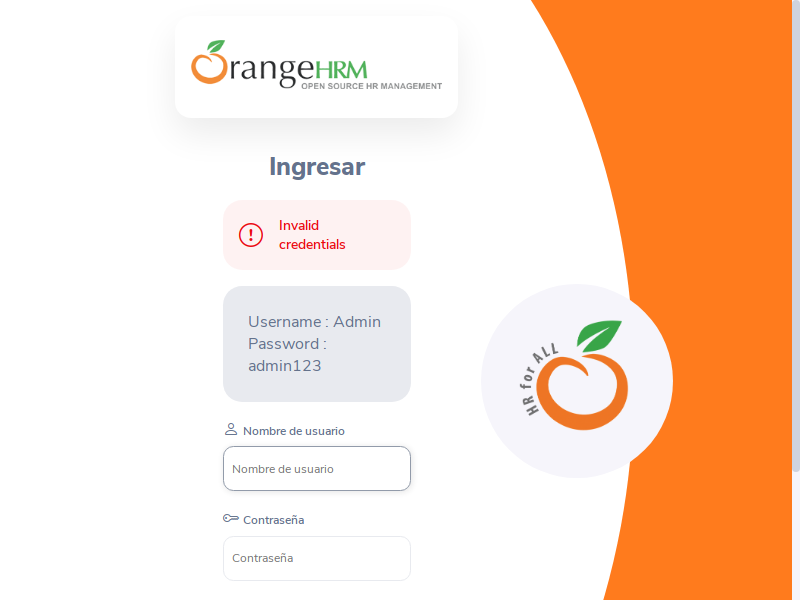 OrangeHRM
OPEN SOURCE HR MANAGEMENT
Ingresar
Invalid
credentials
Username : Admin
Password :
admin123
Nombre de usuario
Nombre de usuario
Contraseña
Contraseña
HR for ALL